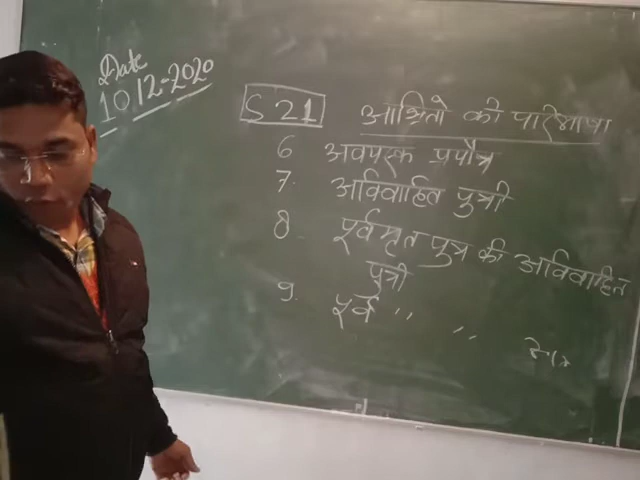 Date
10-12-2020
S 21 आश्रितो की परिभाषा
6 अवयस्क प्रपौत्र
7. अविवाहित पुत्री
8 पूर्वमृत पुत्र की अविवाहित
पुत्री
9. पूर्व " "